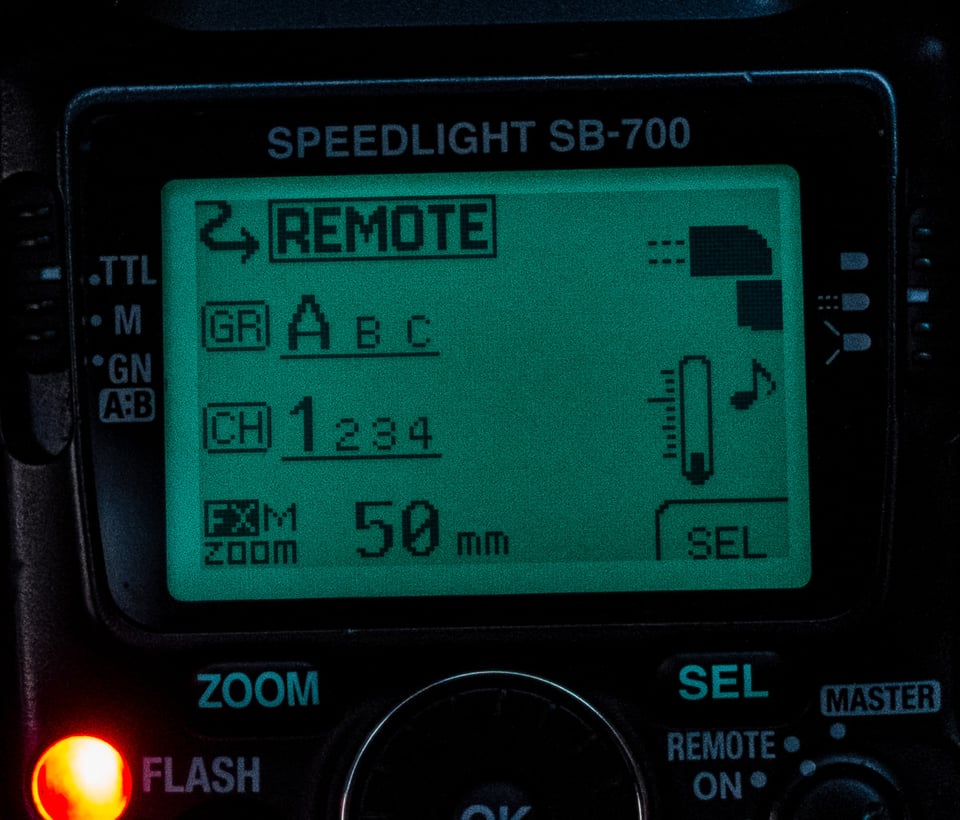 SPEEDLIGHT SB-700
REMOTE
TTL
M
GN
A:B
GR A B C
CH 1 2 3 4
FX M
zoom 50 mm
SEL
ZOOM
SEL
MASTER
REMOTE
ON
FLASH
OK